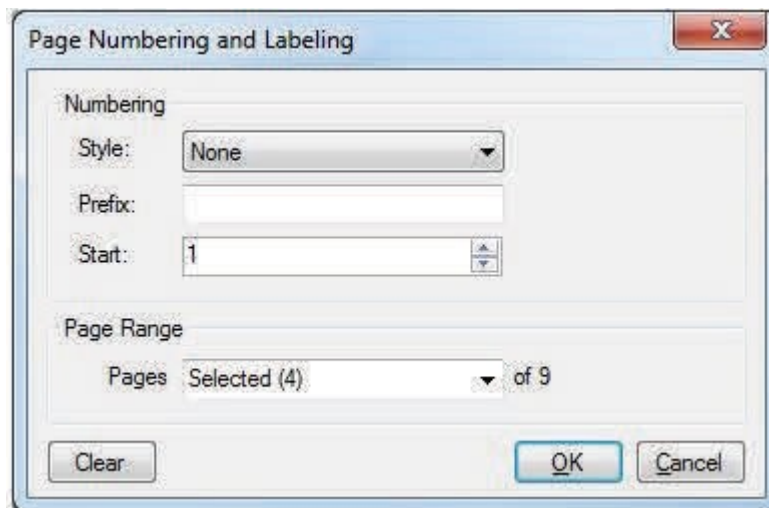 Page Numbering and Labeling
Numbering
Style: None
Prefix:
Start: 1
Page Range
Pages Selected (4) of 9
Clear OK Cancel